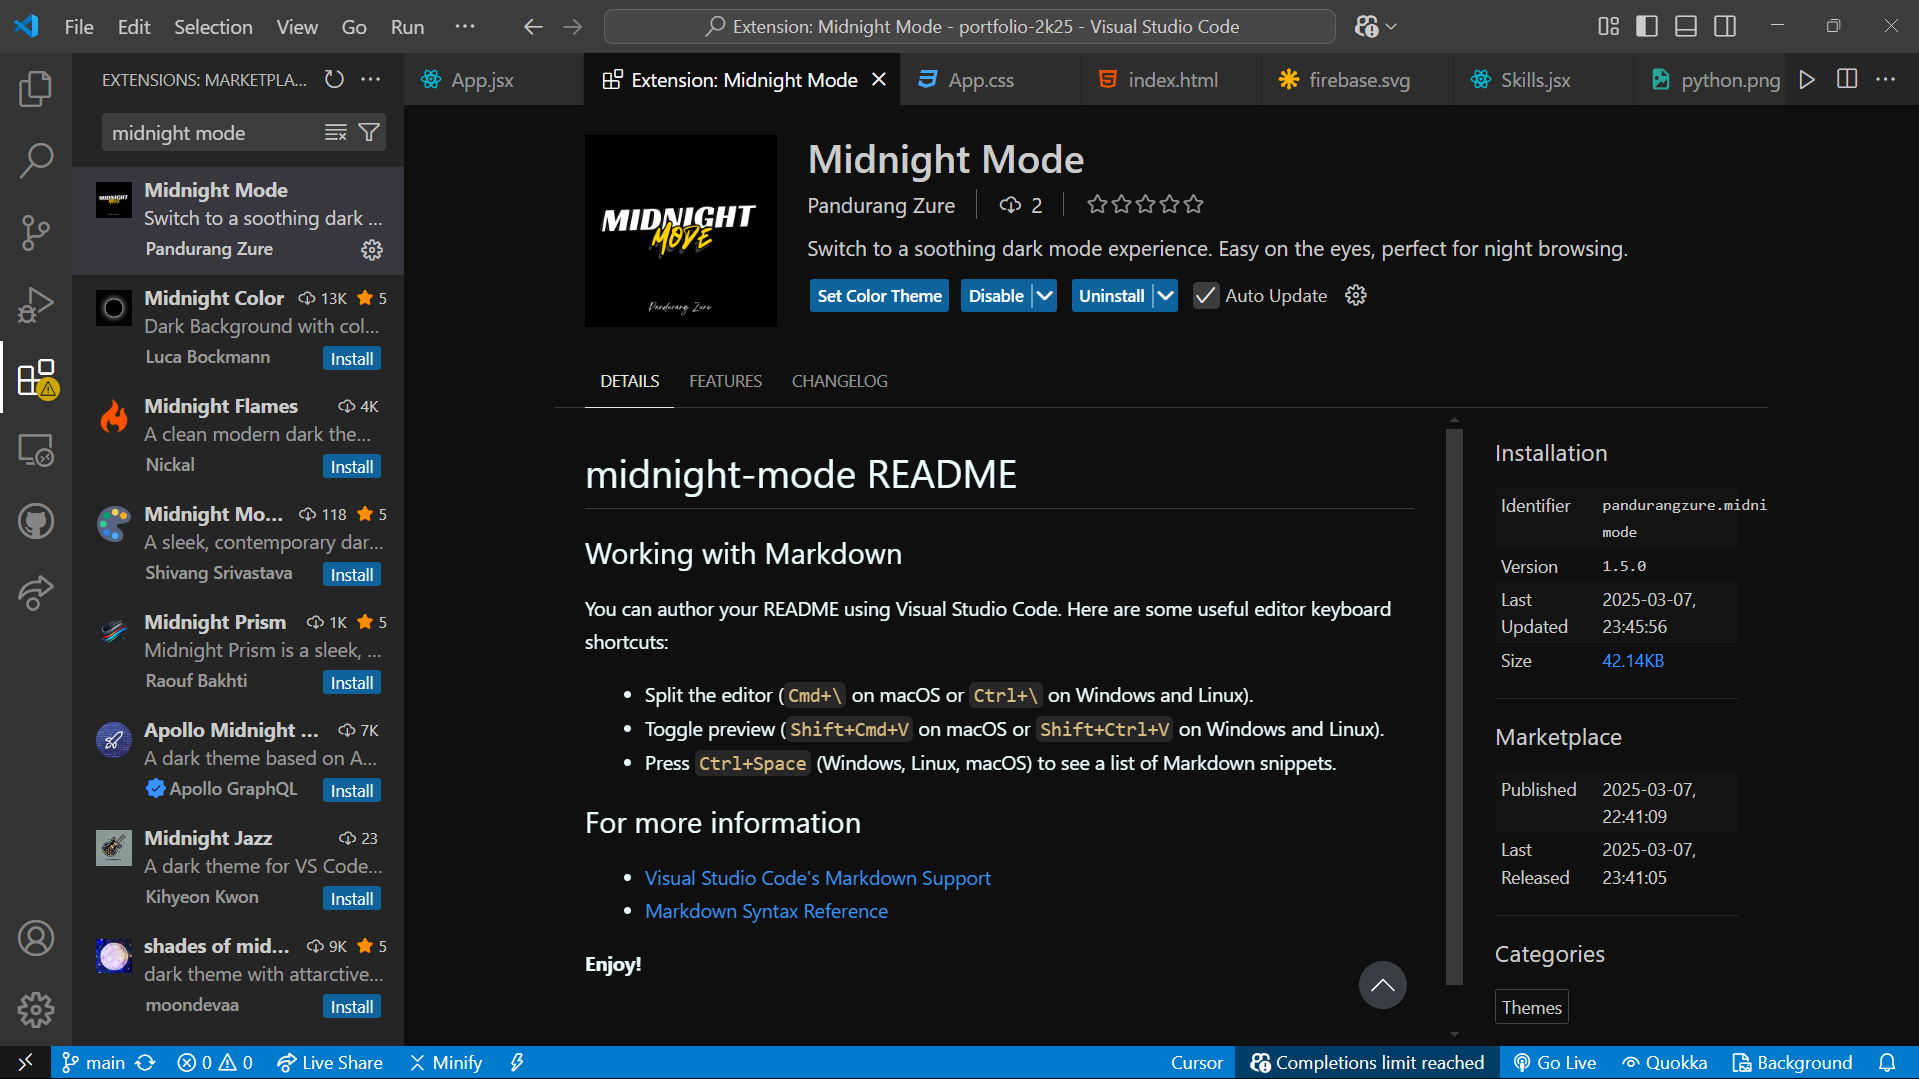 File Edit Selection View Go Run ···
Extension: Midnight Mode - portfolio-2k25 - Visual Studio Code
EXTENSIONS: MARKETPLA...
App.jsx
Extension: Midnight Mode
App.css
index.html
firebase.svg
Skills.jsx
python.png
midnight mode
Midnight Mode
Switch to a soothing dark ...
Pandurang Zure
Midnight Color 13K 5
Dark Background with col...
Luca Bockmann Install
Midnight Flames 4K
A clean modern dark the...
Nickal Install
Midnight Mo... 118 5
A sleek, contemporary dar...
Shivang Srivastava Install
Midnight Prism 1K 5
Midnight Prism is a sleek, ...
Raouf Bakhti Install
Apollo Midnight ... 7K
A dark theme based on A...
Apollo GraphQL Install
Midnight Jazz 23
A dark theme for VS Code...
Kihyeon Kwon Install
shades of mid... 9K 5
dark theme with attarctive...
moondevaa Install
MIDNIGHT
MODE
Pandurang Zure
Midnight Mode
Pandurang Zure 2
Switch to a soothing dark mode experience. Easy on the eyes, perfect for night browsing.
Set Color Theme Disable Uninstall Auto Update
DETAILS FEATURES CHANGELOG
midnight-mode README
Working with Markdown
You can author your README using Visual Studio Code. Here are some useful editor keyboard
shortcuts:
• Split the editor (Cmd+\ on macOS or Ctrl+\ on Windows and Linux).
• Toggle preview (Shift+Cmd+V on macOS or Shift+Ctrl+V on Windows and Linux).
• Press Ctrl+Space (Windows, Linux, macOS) to see a list of Markdown snippets.
For more information
• Visual Studio Code's Markdown Support
• Markdown Syntax Reference
Enjoy!
Installation
Identifier pandurangzure.midni
mode
Version 1.5.0
Last 2025-03-07,
Updated 23:45:56
Size 42.14KB
Marketplace
Published 2025-03-07,
22:41:09
Last 2025-03-07,
Released 23:41:05
Categories
Themes
main 0 0 Live Share Minify Cursor Completions limit reached Go Live Quokka Background